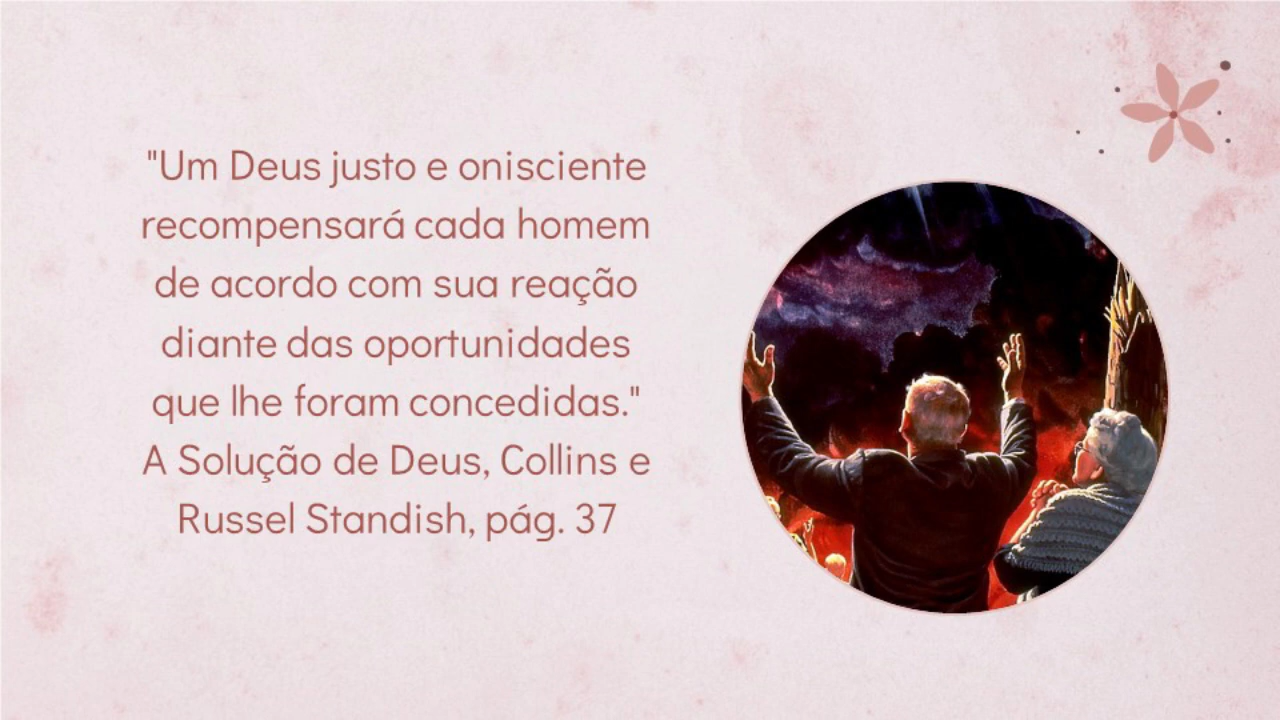 "Um Deus justo e onisciente
recompensará cada homem
de acordo com sua reação
diante das oportunidades
que lhe foram concedidas."
A Solução de Deus, Collins e
Russel Standish, pág. 37